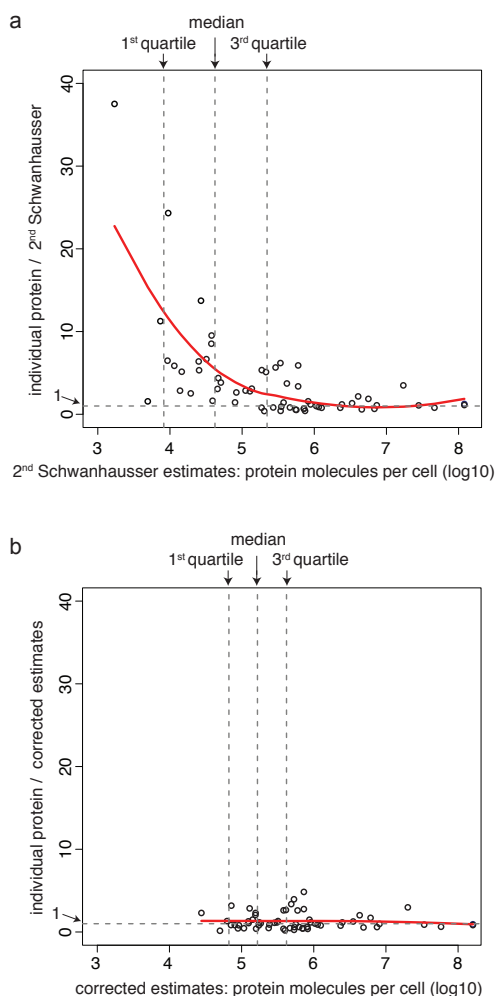 a
median
1st quartile
3rd quartile
40
30
20
10
1
0
individual protein / 2nd Schwanhausser
3 4 5 6 7 8
2nd Schwanhausser estimates: protein molecules per cell (log10)
b
median
1st quartile
3rd quartile
40
30
20
10
1
0
individual protein / corrected estimates
3 4 5 6 7 8
corrected estimates: protein molecules per cell (log10)